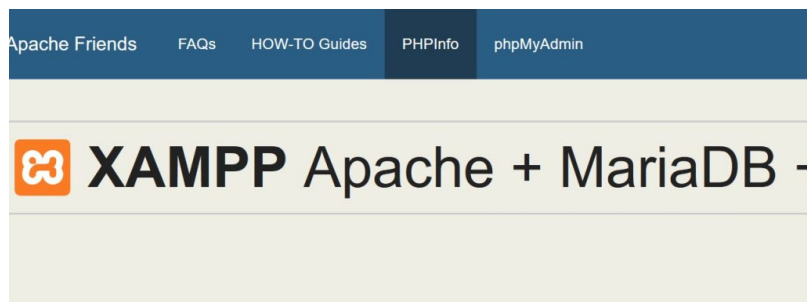 Apache Friends FAQs HOW-TO Guides PHPInfo phpMyAdmin
XAMPP Apache + MariaDB +